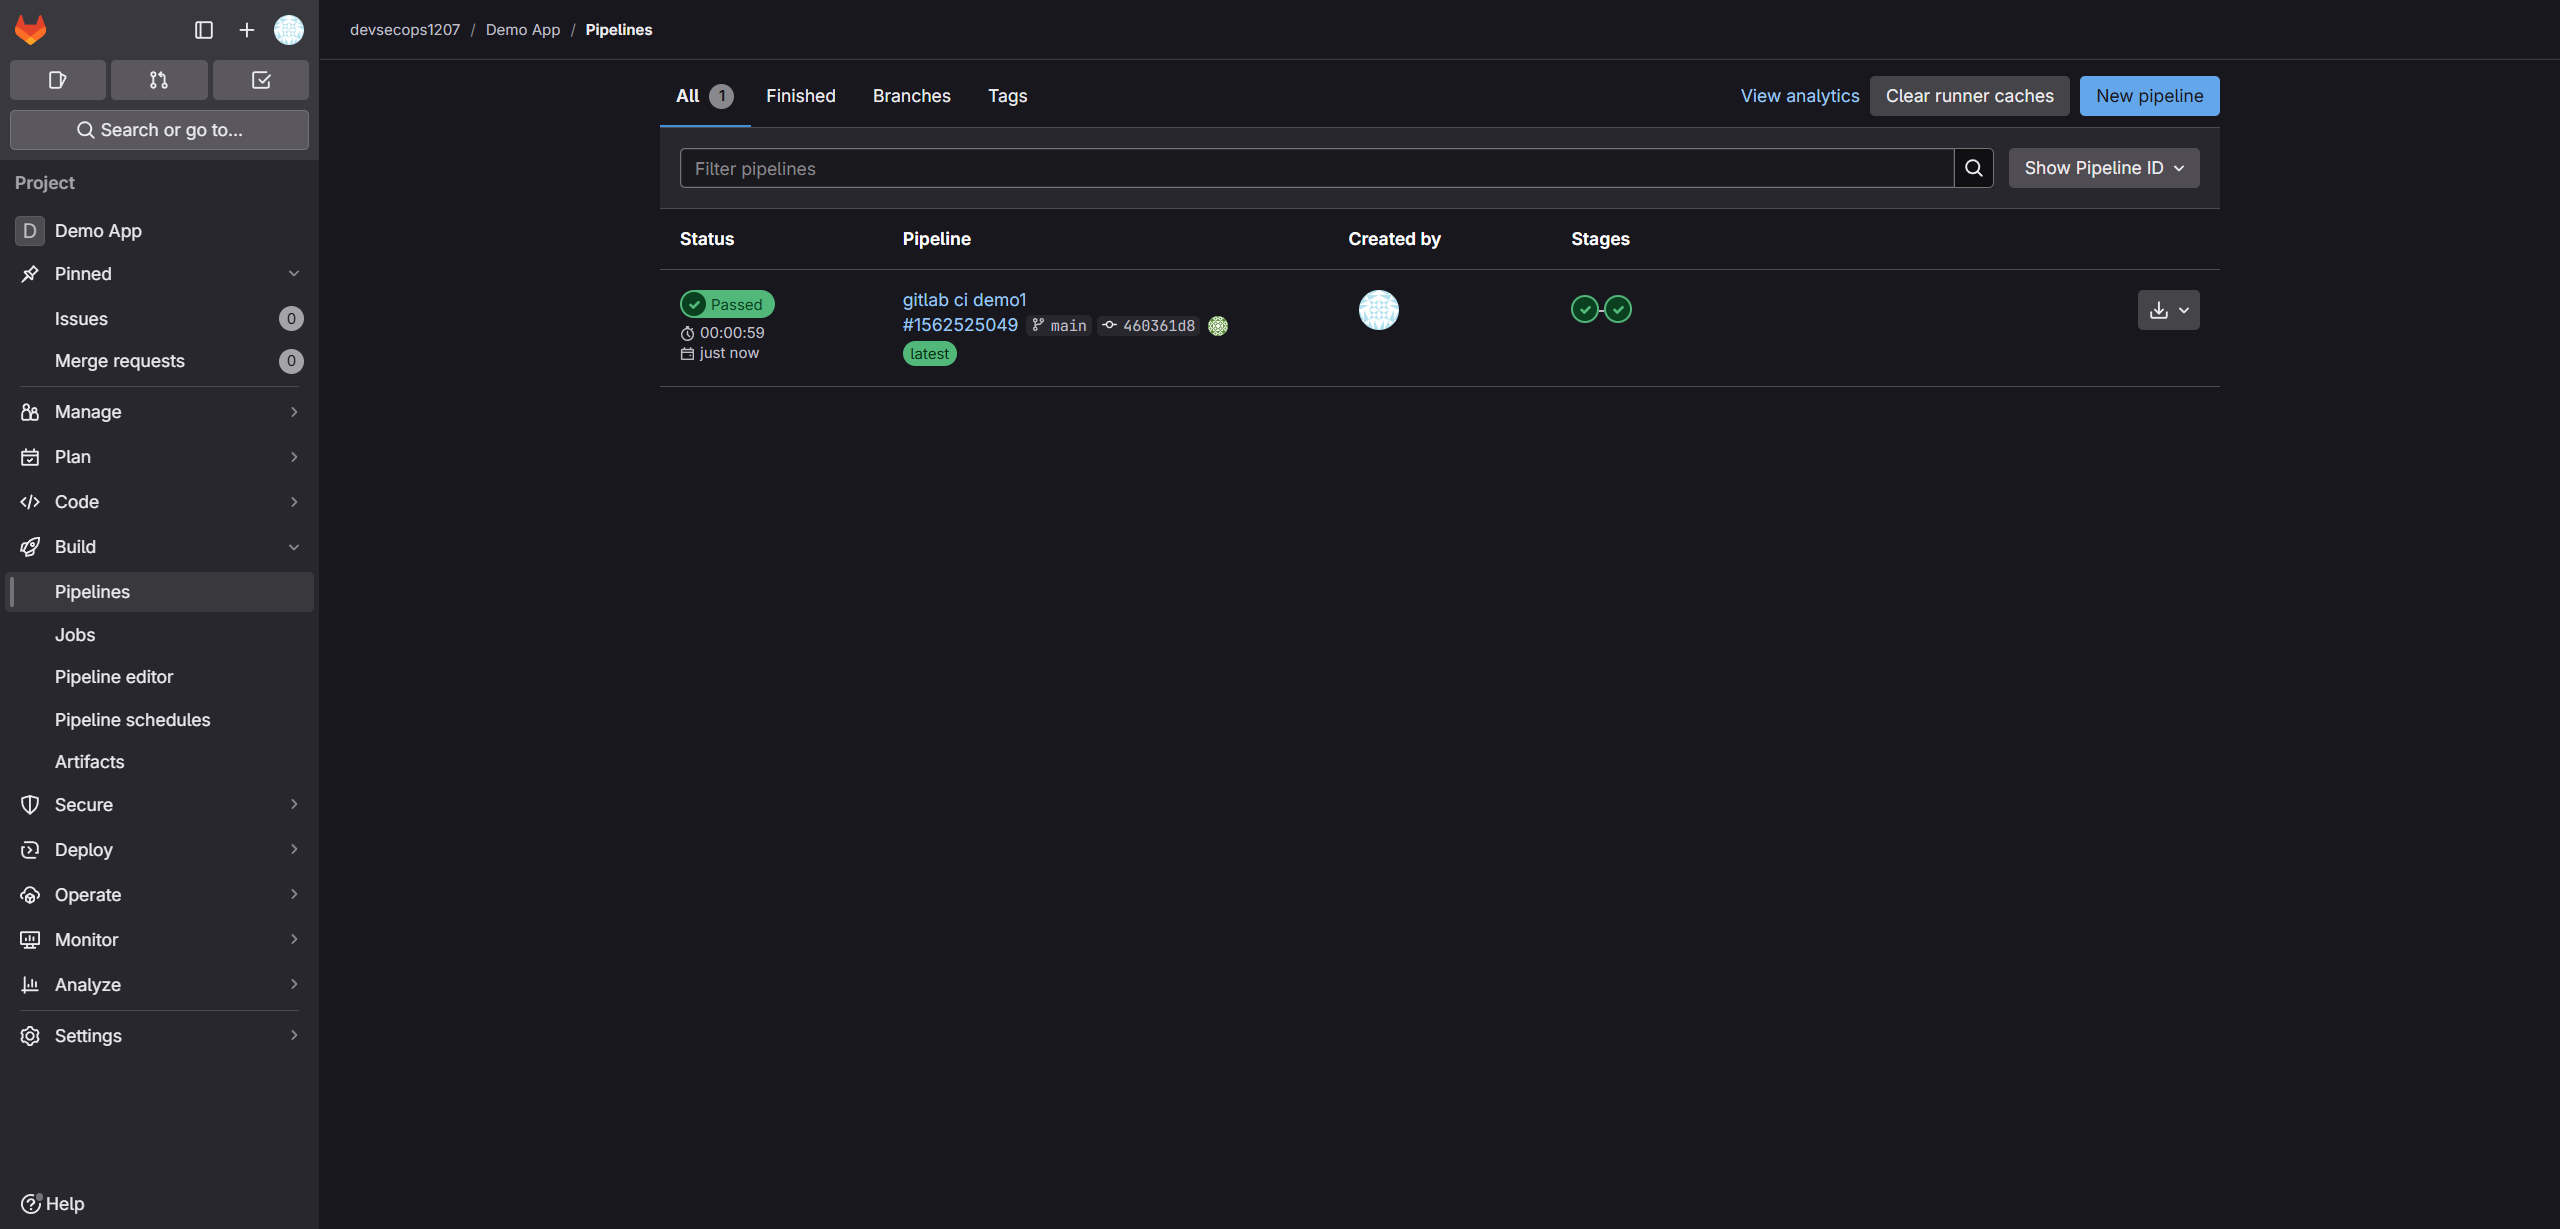 devsecops1207 / Demo App / Pipelines
Search or go to...
Project
D Demo App
Pinned
Issues 0
Merge requests 0
Manage
Plan
Code
Build
Pipelines
Jobs
Pipeline editor
Pipeline schedules
Artifacts
Secure
Deploy
Operate
Monitor
Analyze
Settings
Help
All 1 Finished Branches Tags View analytics Clear runner caches New pipeline
Filter pipelines Show Pipeline ID
Status Pipeline Created by Stages
Passed
00:00:59
just now
gitlab ci demo1
#1562525049 main 460361d8
latest